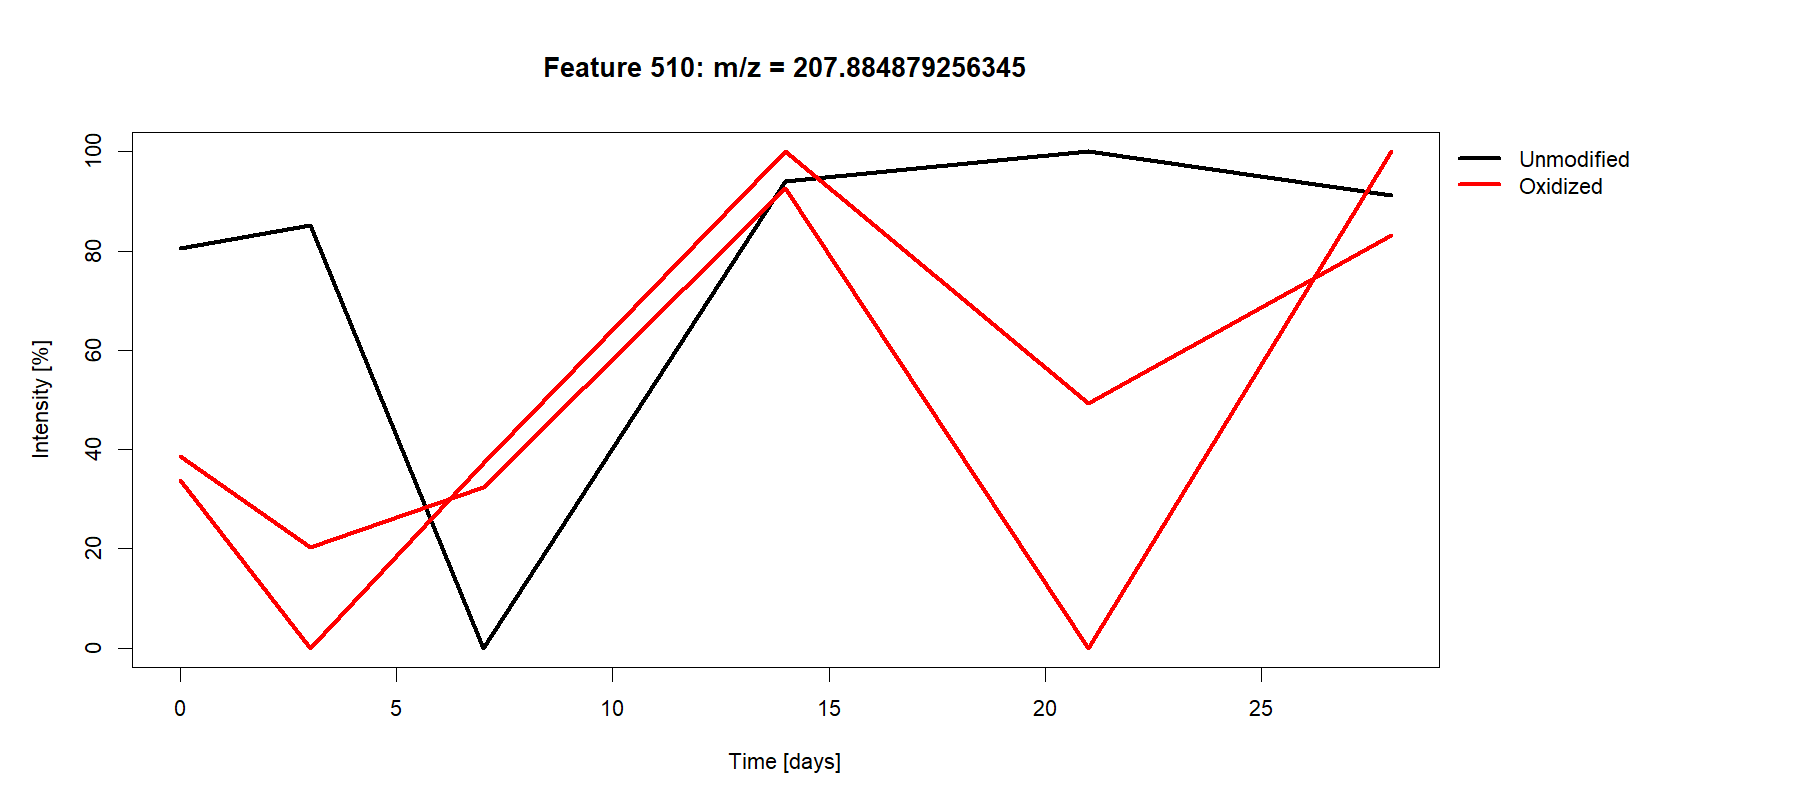 Feature 510: m/z = 207.884879256345
Unmodified
Oxidized
Intensity [%]
100
80
60
40
20
0
0 5 10 15 20 25
Time [days]